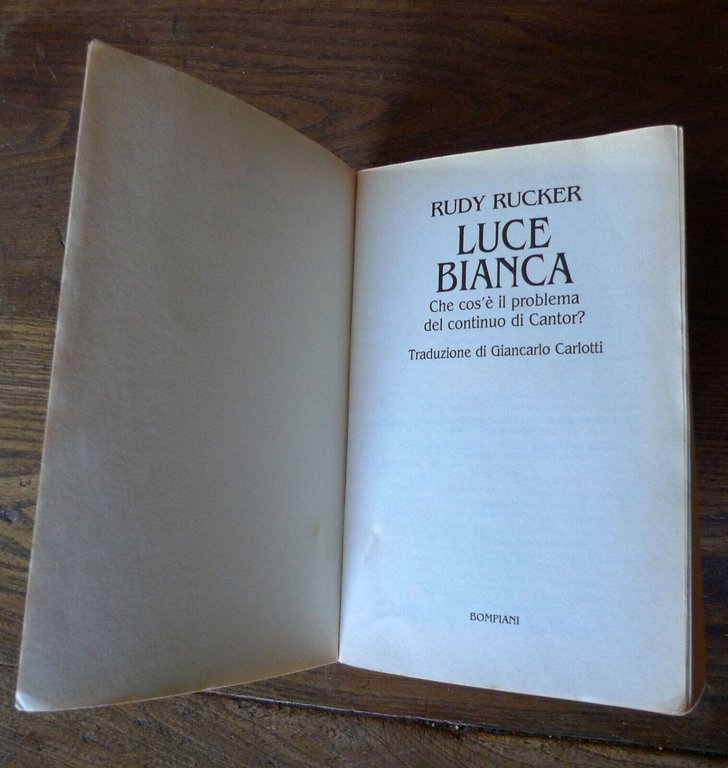 RUDY RUCKER
LUCE
BIANCA
Che cos'è il problema
del continuo di Cantor?
Traduzione di Giancarlo Carlotti
BOMPIANI